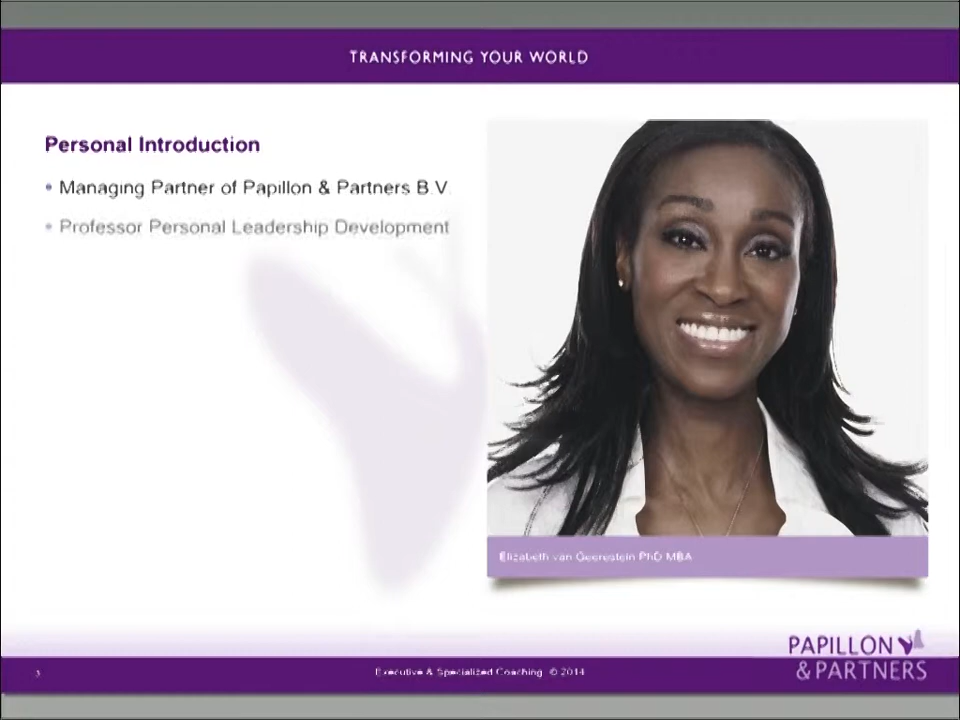 TRANSFORMING YOUR WORLD
Personal Introduction
• Managing Partner of Papillon & Partners B.V.
• Professor Personal Leadership Development
Elizabeth van Geerestein PhD MBA
3
Executive & Specialized Coaching © 2014
PAPILLON
& PARTNERS